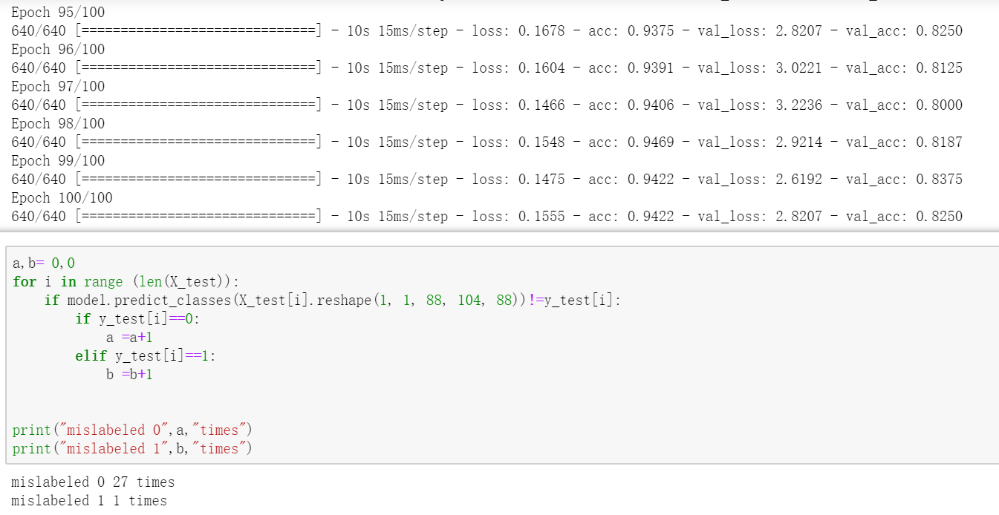 Epoch 95/100
640/640 [==============================] - 10s 15ms/step - loss: 0.1678 - acc: 0.9375 - val_loss: 2.8207 - val_acc: 0.8250
Epoch 96/100
640/640 [==============================] - 10s 15ms/step - loss: 0.1604 - acc: 0.9391 - val_loss: 3.0221 - val_acc: 0.8125
Epoch 97/100
640/640 [==============================] - 10s 15ms/step - loss: 0.1466 - acc: 0.9406 - val_loss: 3.2236 - val_acc: 0.8000
Epoch 98/100
640/640 [==============================] - 10s 15ms/step - loss: 0.1548 - acc: 0.9469 - val_loss: 2.9214 - val_acc: 0.8187
Epoch 99/100
640/640 [==============================] - 10s 15ms/step - loss: 0.1475 - acc: 0.9422 - val_loss: 2.6192 - val_acc: 0.8375
Epoch 100/100
640/640 [==============================] - 10s 15ms/step - loss: 0.1555 - acc: 0.9422 - val_loss: 2.8207 - val_acc: 0.8250
a,b= 0,0
for i in range (len(X_test)):
    if model.predict_classes(X_test[i].reshape(1, 1, 88, 104, 88))!=y_test[i]:
        if y_test[i]==0:
            a =a+1
        elif y_test[i]==1:
            b =b+1
print("mislabeled 0",a,"times")
print("mislabeled 1",b,"times")
mislabeled 0 27 times
mislabeled 1 1 times